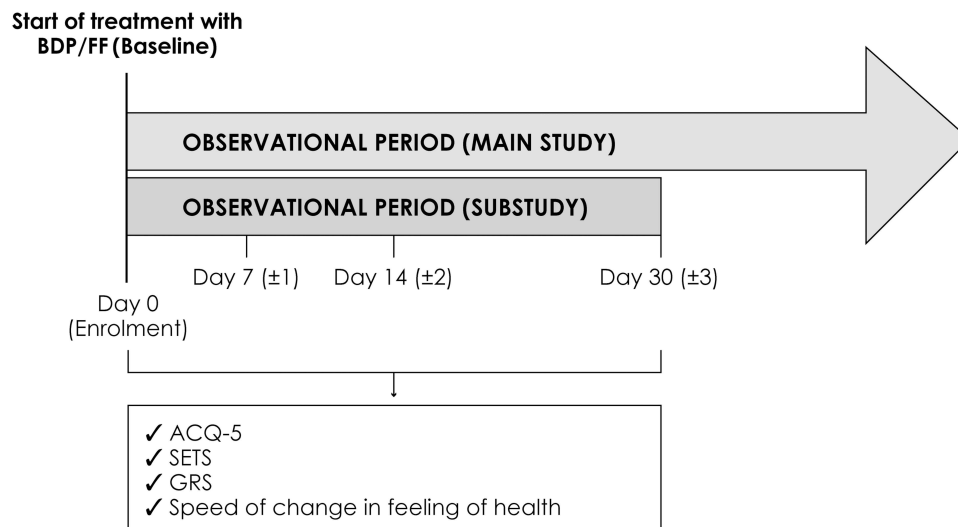 Start of treatment with
BDP/FF (Baseline)
OBSERVATIONAL PERIOD (MAIN STUDY)
OBSERVATIONAL PERIOD (SUBSTUDY)
Day 7 (±1)
Day 14 (±2)
Day 30 (±3)
Day 0
(Enrolment)
✓ ACQ-5
✓ SETS
✓ GRS
✓ Speed of change in feeling of health